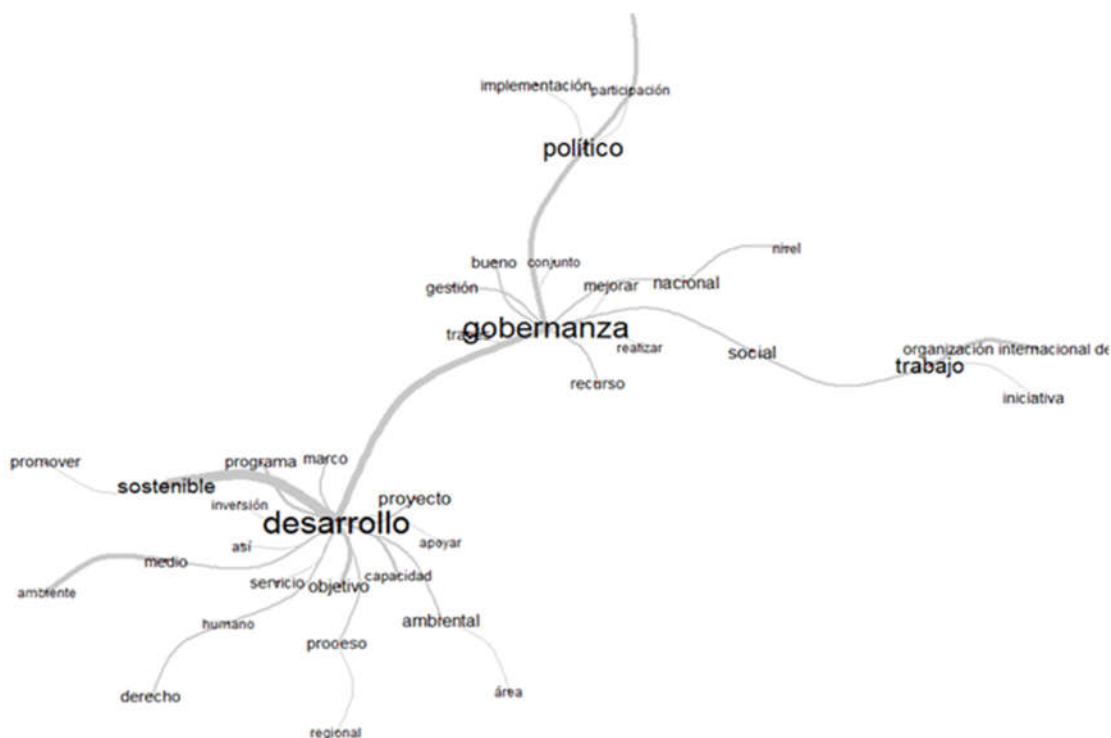 implementación
participación
político
bueno
conjunto
nivel
gestión
mejorar
nacional
gobernanza
realizar
social
organización internacional de
trabajo
recurso
iniciativa
promover
programa
marco
sostenible
proyecto
inversión
desarrollo
así
apoyar
medio
servicio
objetivo
capacidad
ambiente
humano
ambiental
proceso
derecho
área
regional